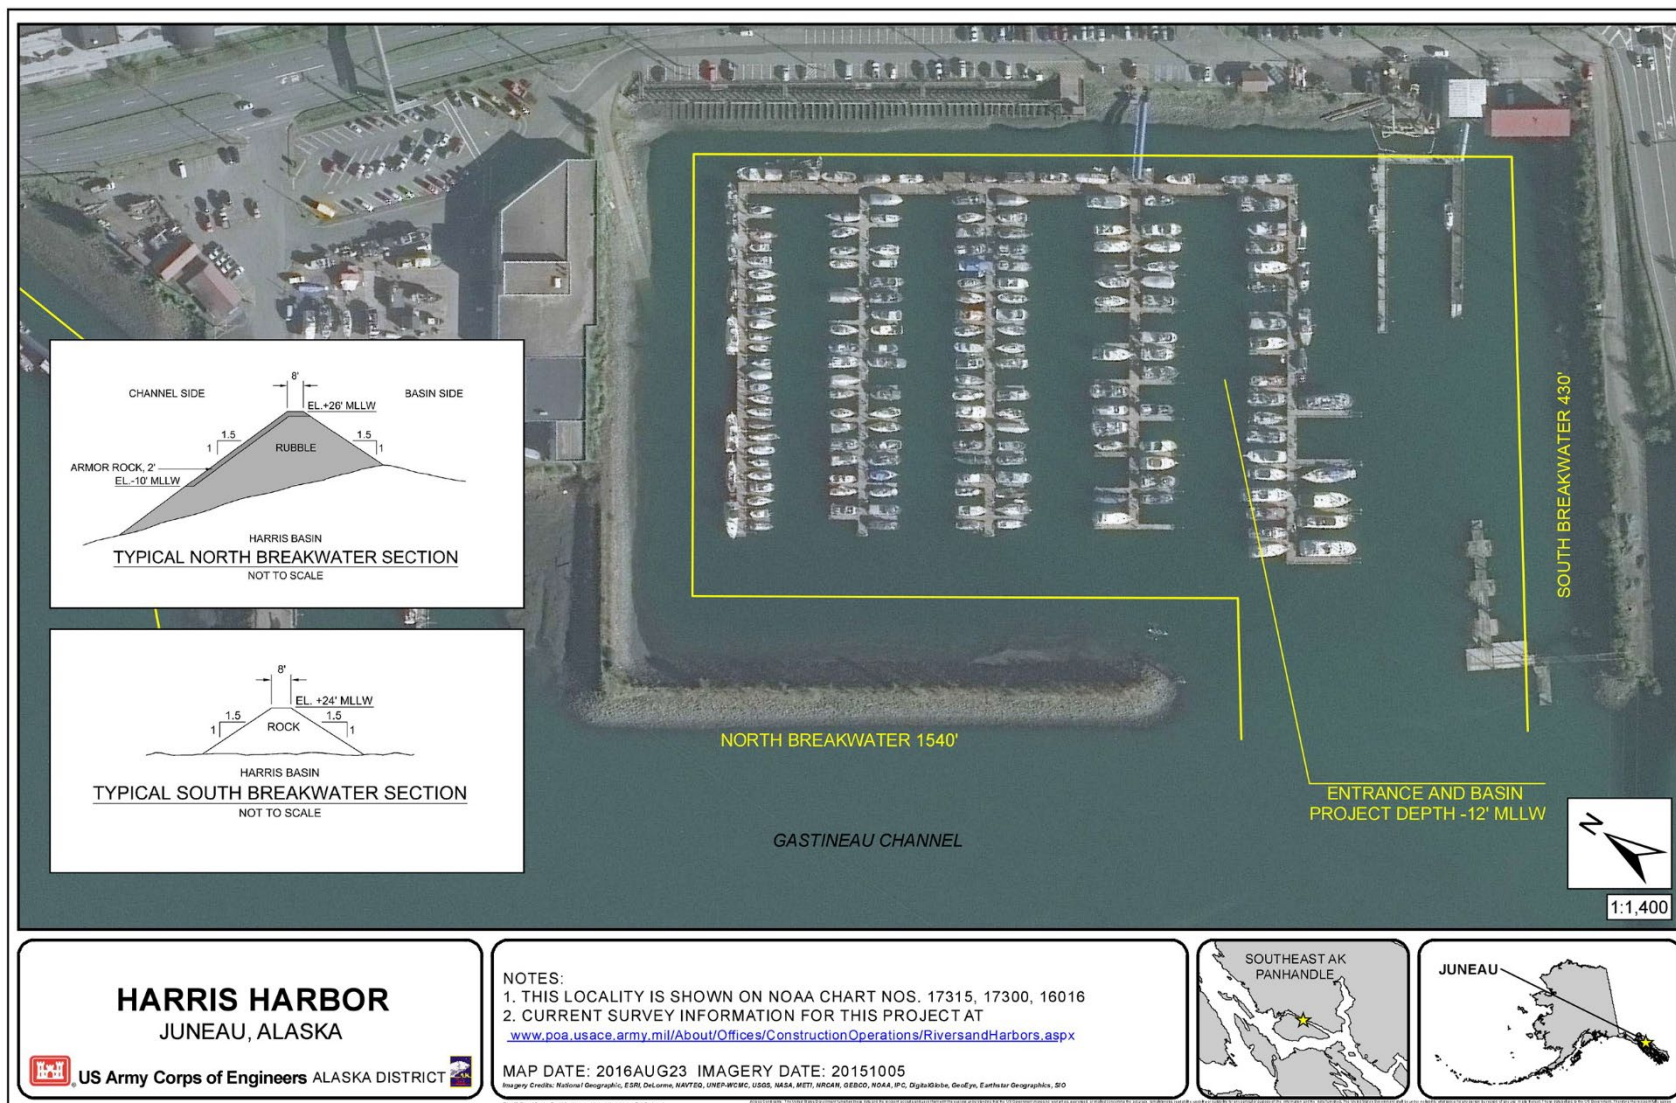 8'
CHANNEL SIDE
BASIN SIDE
EL.+26' MLLW
1.5
1
RUBBLE
1.5
1
ARMOR ROCK, 2'
EL.-10' MLLW
HARRIS BASIN
TYPICAL NORTH BREAKWATER SECTION
NOT TO SCALE
8'
EL. +24' MLLW
1.5
1
ROCK
1.5
1
HARRIS BASIN
TYPICAL SOUTH BREAKWATER SECTION
NOT TO SCALE
SOUTH BREAKWATER 430'
NORTH BREAKWATER 1540'
ENTRANCE AND BASIN
PROJECT DEPTH -12' MLLW
GASTINEAU CHANNEL
N
1:1,400
HARRIS HARBOR
JUNEAU, ALASKA
US Army Corps of Engineers ALASKA DISTRICT
NOTES:
1. THIS LOCALITY IS SHOWN ON NOAA CHART NOS. 17315, 17300, 16016
2. CURRENT SURVEY INFORMATION FOR THIS PROJECT AT
www.poa.usace.army.mil/About/Offices/ConstructionOperations/RiversandHarbors.aspx
MAP DATE: 2016AUG23 IMAGERY DATE: 20151005
Imagery Credits: National Geographic, ESRI, DeLorme, NAVTEQ, UNEP-WCMC, USGS, NASA, METI, NRCAN, GEBCO, NOAA, IPC, DigitalGlobe, GeoEye, Earthstar Geographics, SIO
SOUTHEAST AK
PANHANDLE
JUNEAU